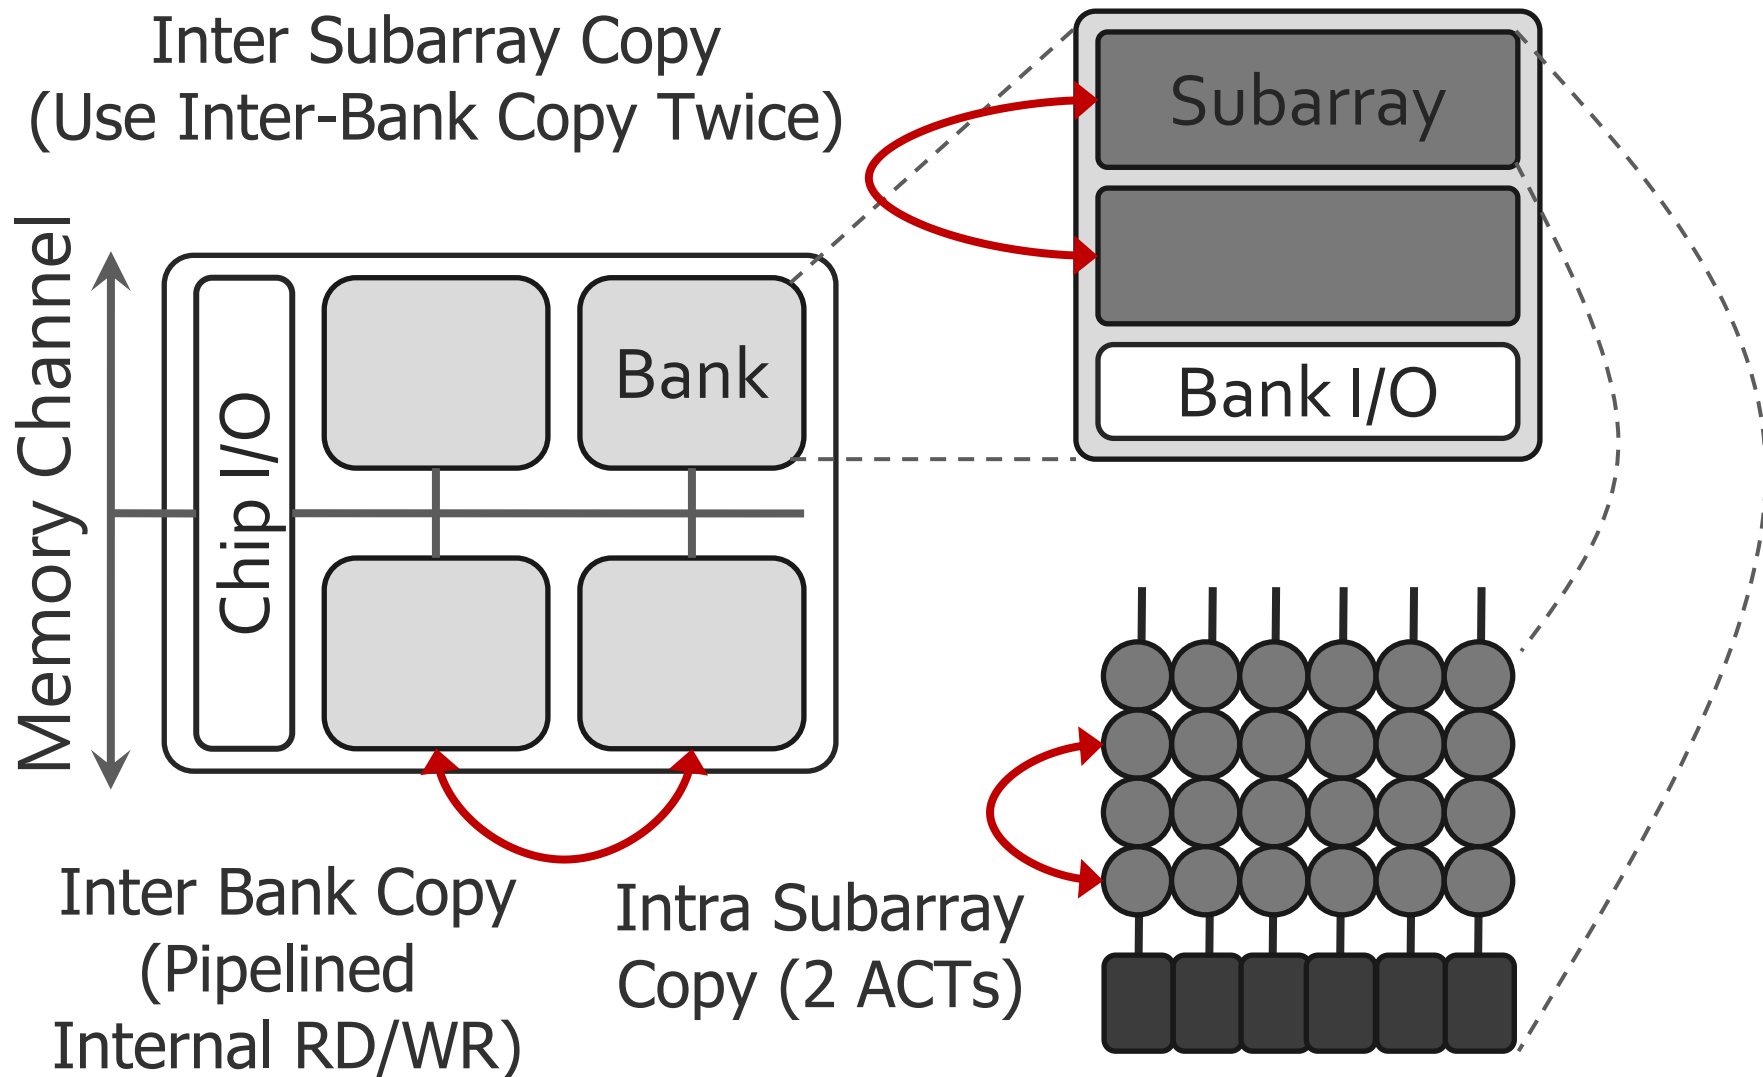 Inter Subarray Copy
(Use Inter-Bank Copy Twice)
Subarray
Bank I/O
Memory Channel
Chip I/O
Bank
Inter Bank Copy
(Pipelined
Internal RD/WR)
Intra Subarray
Copy (2 ACTs)